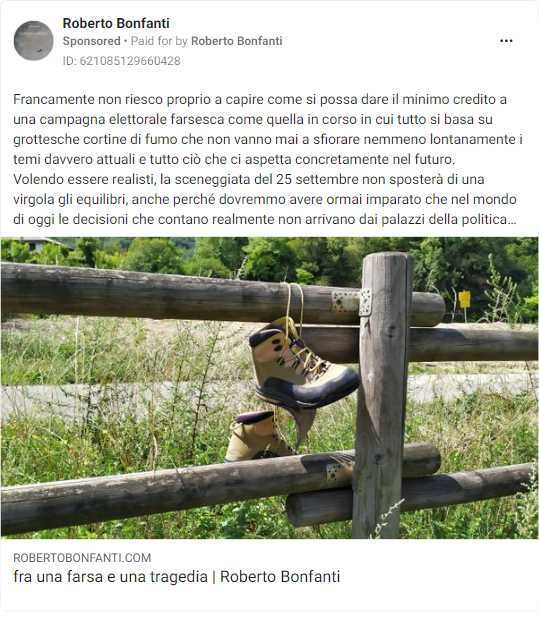 Roberto Bonfanti
Sponsored • Paid for by Roberto Bonfanti
ID: 621085129660428
Francamente non riesco proprio a capire come si possa dare il minimo credito a
una campagna elettorale farsesca come quella in corso in cui tutto si basa su
grottesche cortine di fumo che non vanno mai a sfiorare nemmeno lontanamente i
temi davvero attuali e tutto ciò che ci aspetta concretamente nel futuro.
Volendo essere realisti, la sceneggiata del 25 settembre non sposterà di una
virgola gli equilibri, anche perché dovremmo avere ormai imparato che nel mondo
di oggi le decisioni che contano realmente non arrivano dai palazzi della politica...
ROBERTOBONFANTI.COM
fra una farsa e una tragedia | Roberto Bonfanti